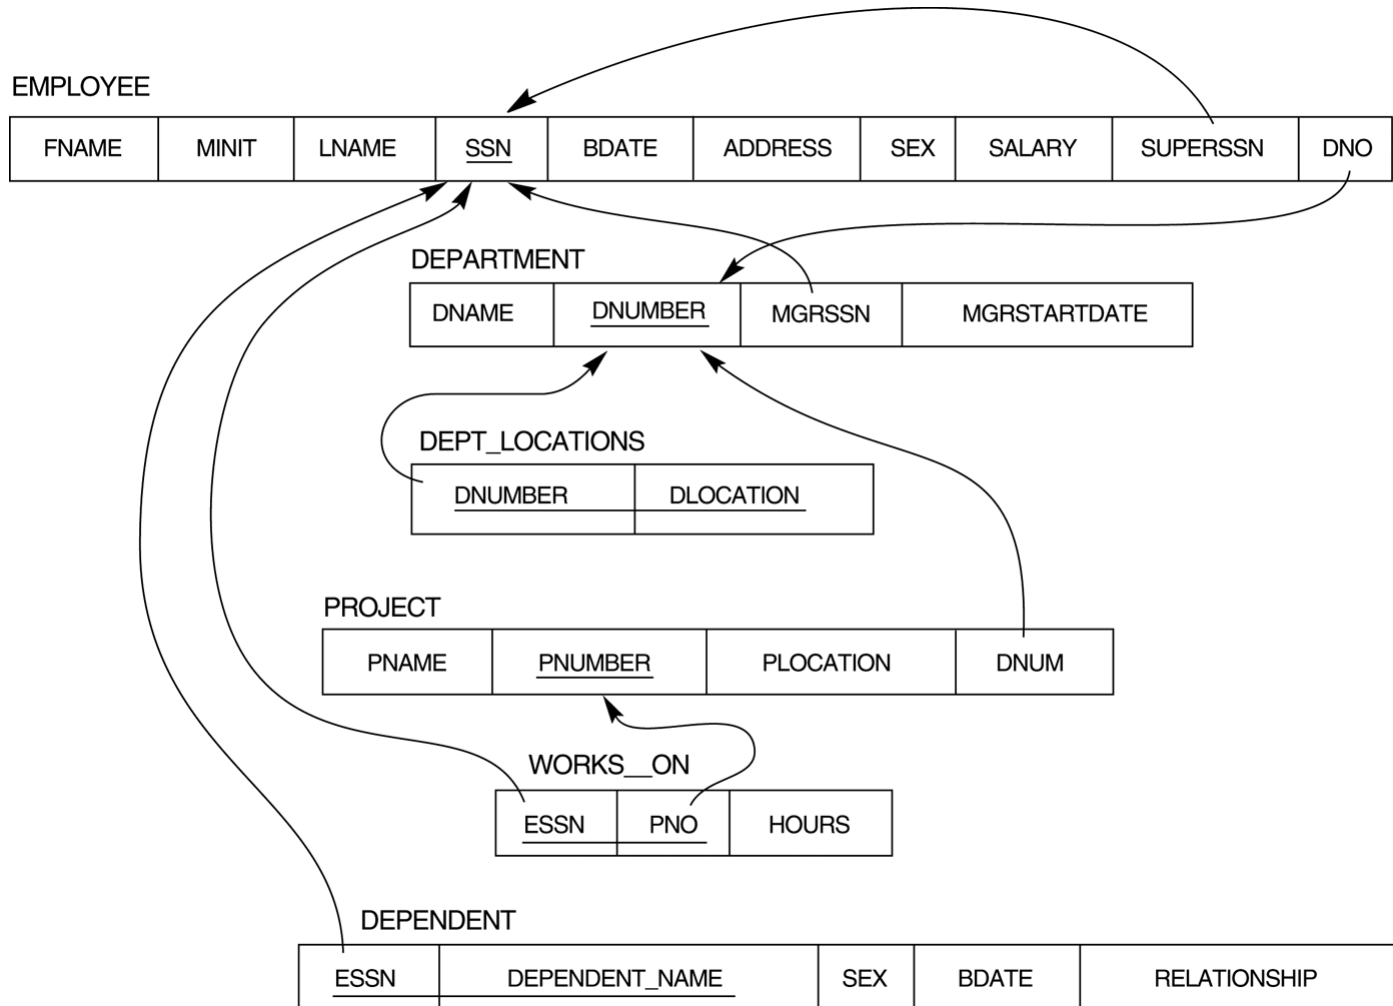 EMPLOYEE
FNAME MINIT LNAME SSN BDATE ADDRESS SEX SALARY SUPERSSN DNO
DEPARTMENT
DNAME DNUMBER MGRSSN MGRSTARTDATE
DEPT_LOCATIONS
DNUMBER DLOCATION
PROJECT
PNAME PNUMBER PLOCATION DNUM
WORKS__ON
ESSN PNO HOURS
DEPENDENT
ESSN DEPENDENT_NAME SEX BDATE RELATIONSHIP